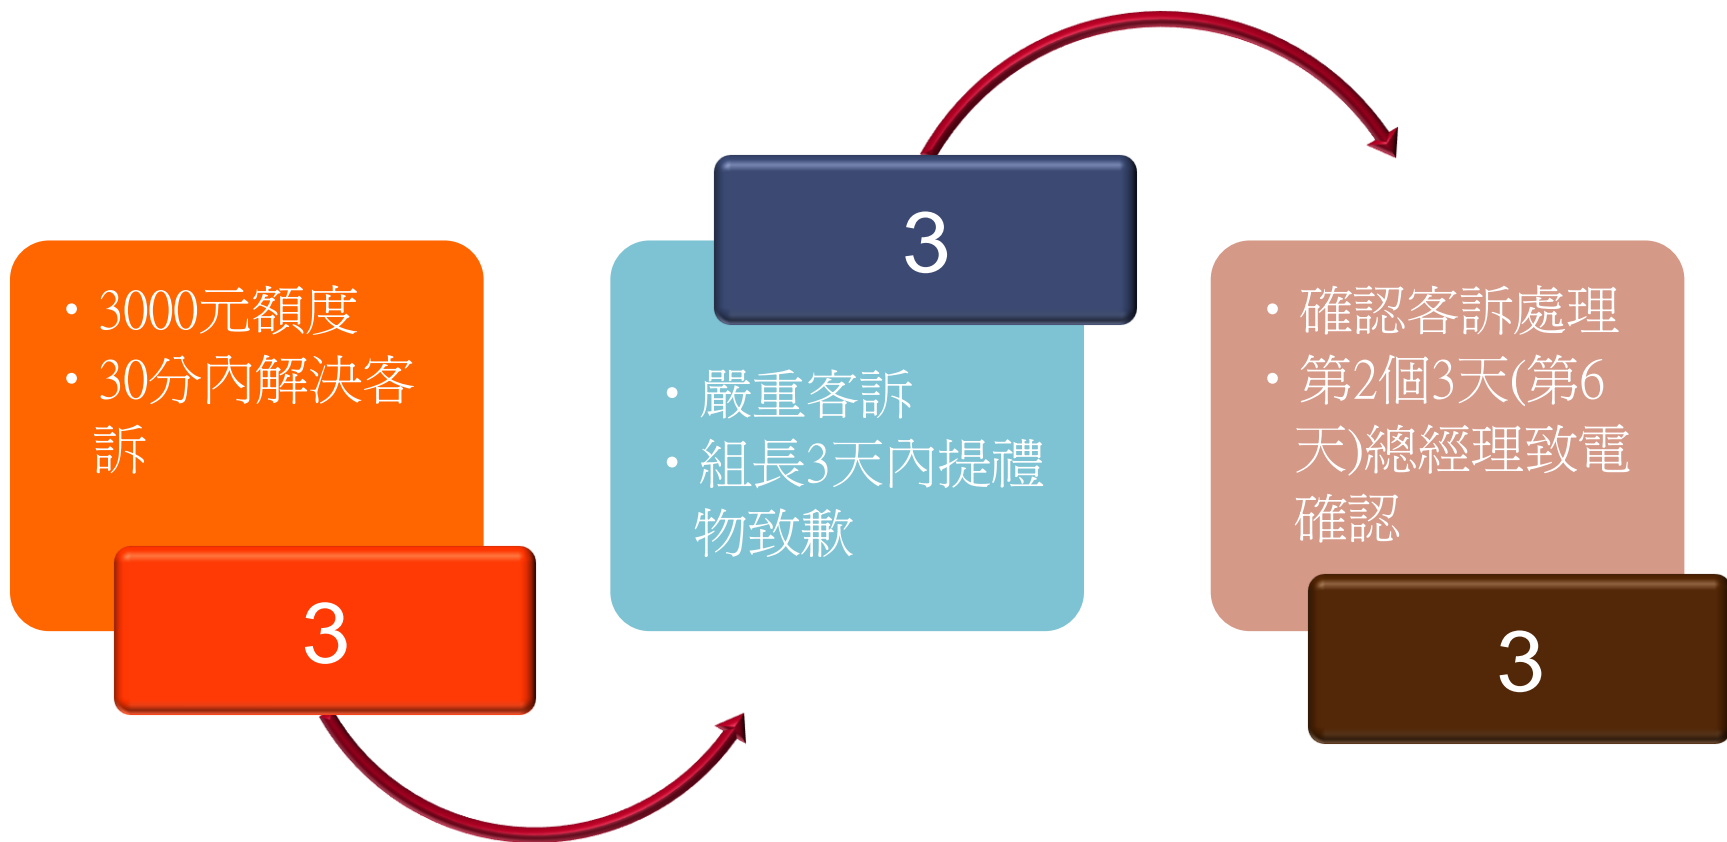 • 3000元額度
• 30分內解決客
訴
3
3
• 嚴重客訴
• 組長3天內提禮
物致歉
• 確認客訴處理
• 第2個3天(第6
天)總經理致電
確認
3